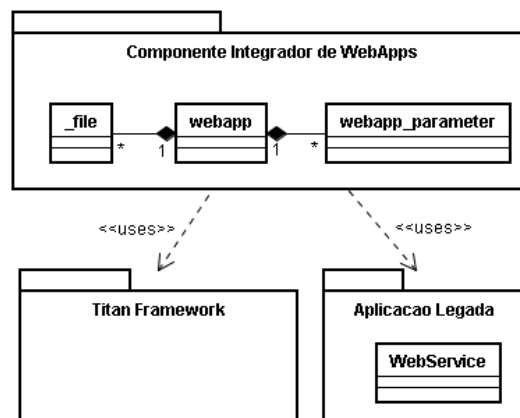 Componente Integrador de WebApps
_file
webapp
webapp_parameter
*
1
1
*
<<uses>>
<<uses>>
Titan Framework
Aplicacao Legada
WebService